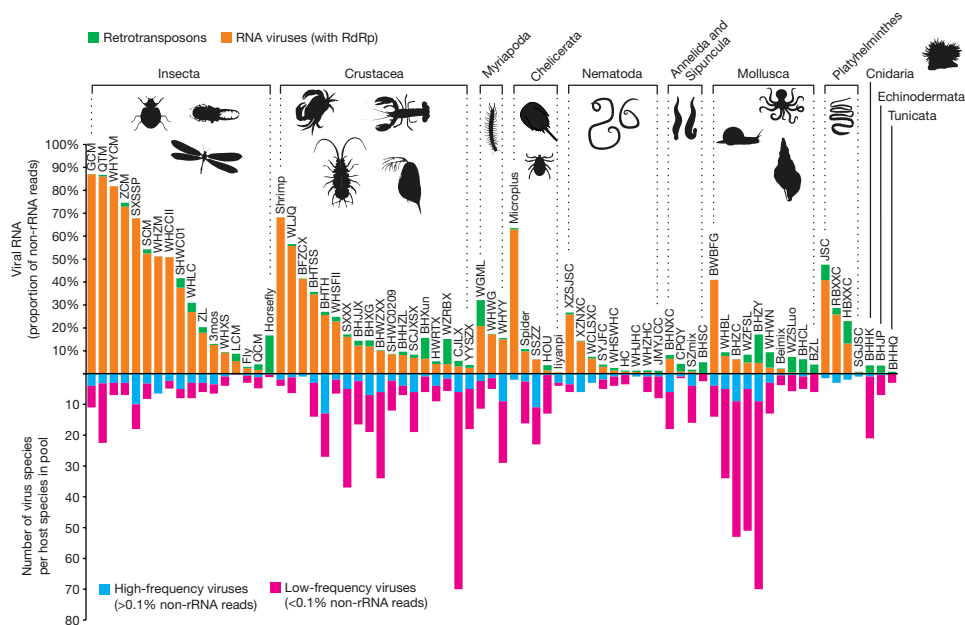 Retrotransposons
RNA viruses (with RdRp)
Insecta
Crustacea
Myriapoda
Chelicerata
Nematoda
Annelida and
Sipuncula
Mollusca
Platyhelminthes
Cnidaria
Echinodermata
Tunicata
Viral RNA
(proportion of non-rRNA reads)
100%
90%
80%
70%
60%
50%
40%
30%
20%
10%
GCM
QTM
WHYCM
ZCM
SXSSP
SCM
WHZM
WHCCII
SHWC01
WHLC
ZL
3mos
WHXS
LCM
Fly
QCM
Horsefly
Shrimp
WLJQ
BFZCX
BHTSS
BHTH
WHSFII
SXXX
BHJJX
BHXG
BHWZXX
SHWC0209
BHHZL
SCJXSX
BHXun
HWRTX
WZRBX
CJLX
YYSZX
WGML
WHWG
WHYY
Microplus
Spider
SSZZ
HOU
lyanpi
XZSJSC
XZNXC
WCLSXC
SYJFC
WHSWHC
HC
WHJHC
WHZHC
JMYHCC
BHNXC
CPQY
SZmix
BHSC
BWBFG
WHBL
BHZC
WZFSL
BHZY
WHWN
Beimix
WZSLuo
BHCL
BZL
JSC
RBXXC
HBXXC
SGJSC
BHHK
BHJP
BHHQ
Number of virus species
per host species in pool
10
20
30
40
50
60
70
80
High-frequency viruses
(>0.1% non-rRNA reads)
Low-frequency viruses
(<0.1% non-rRNA reads)